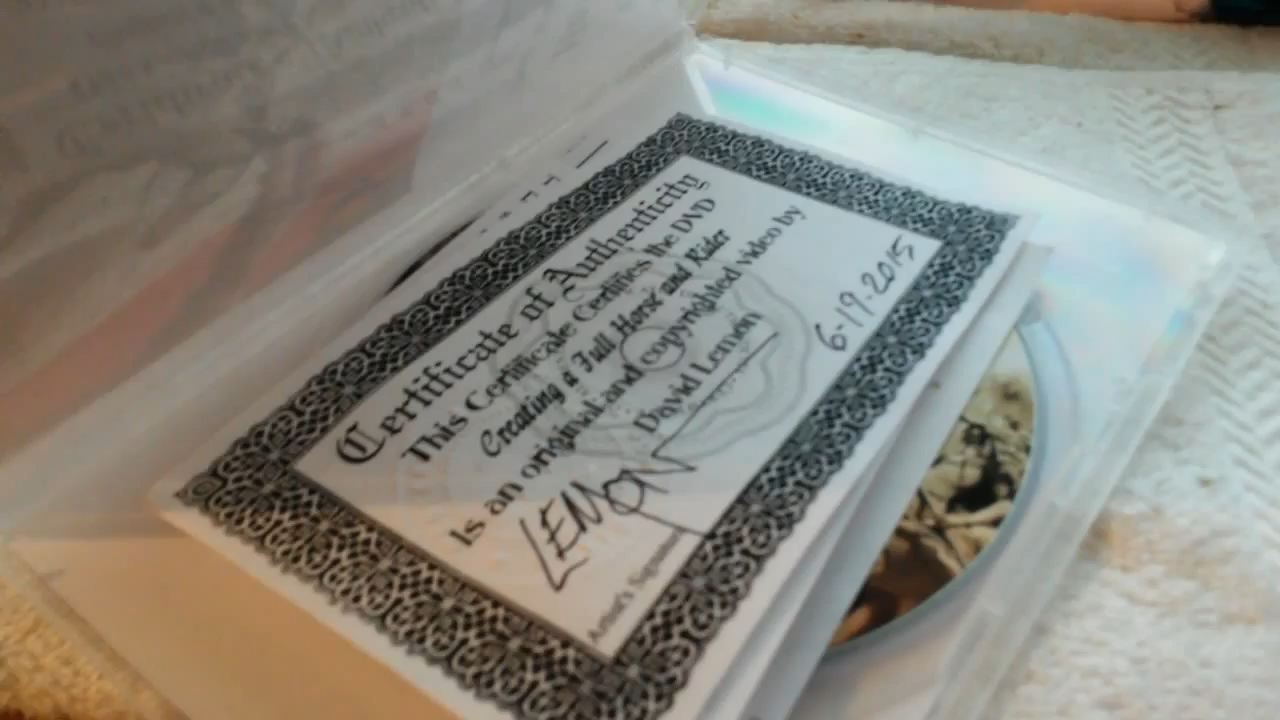 Certificate of Authenticity
This Certificate Certifies the DVD
Creating a Full Horse and Rider
Is an original and copyrighted video by
David Lemon
6-19-2015
LEMON
Artist's Signature